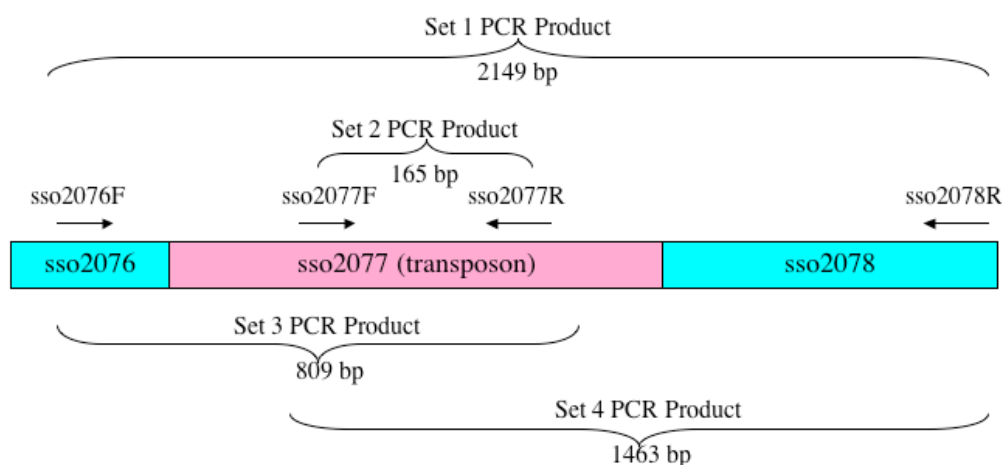 Set 1 PCR Product
2149 bp
Set 2 PCR Product
165 bp
sso2076F sso2077F sso2077R sso2078R
sso2076 sso2077 (transposon) sso2078
Set 3 PCR Product
809 bp
Set 4 PCR Product
1463 bp